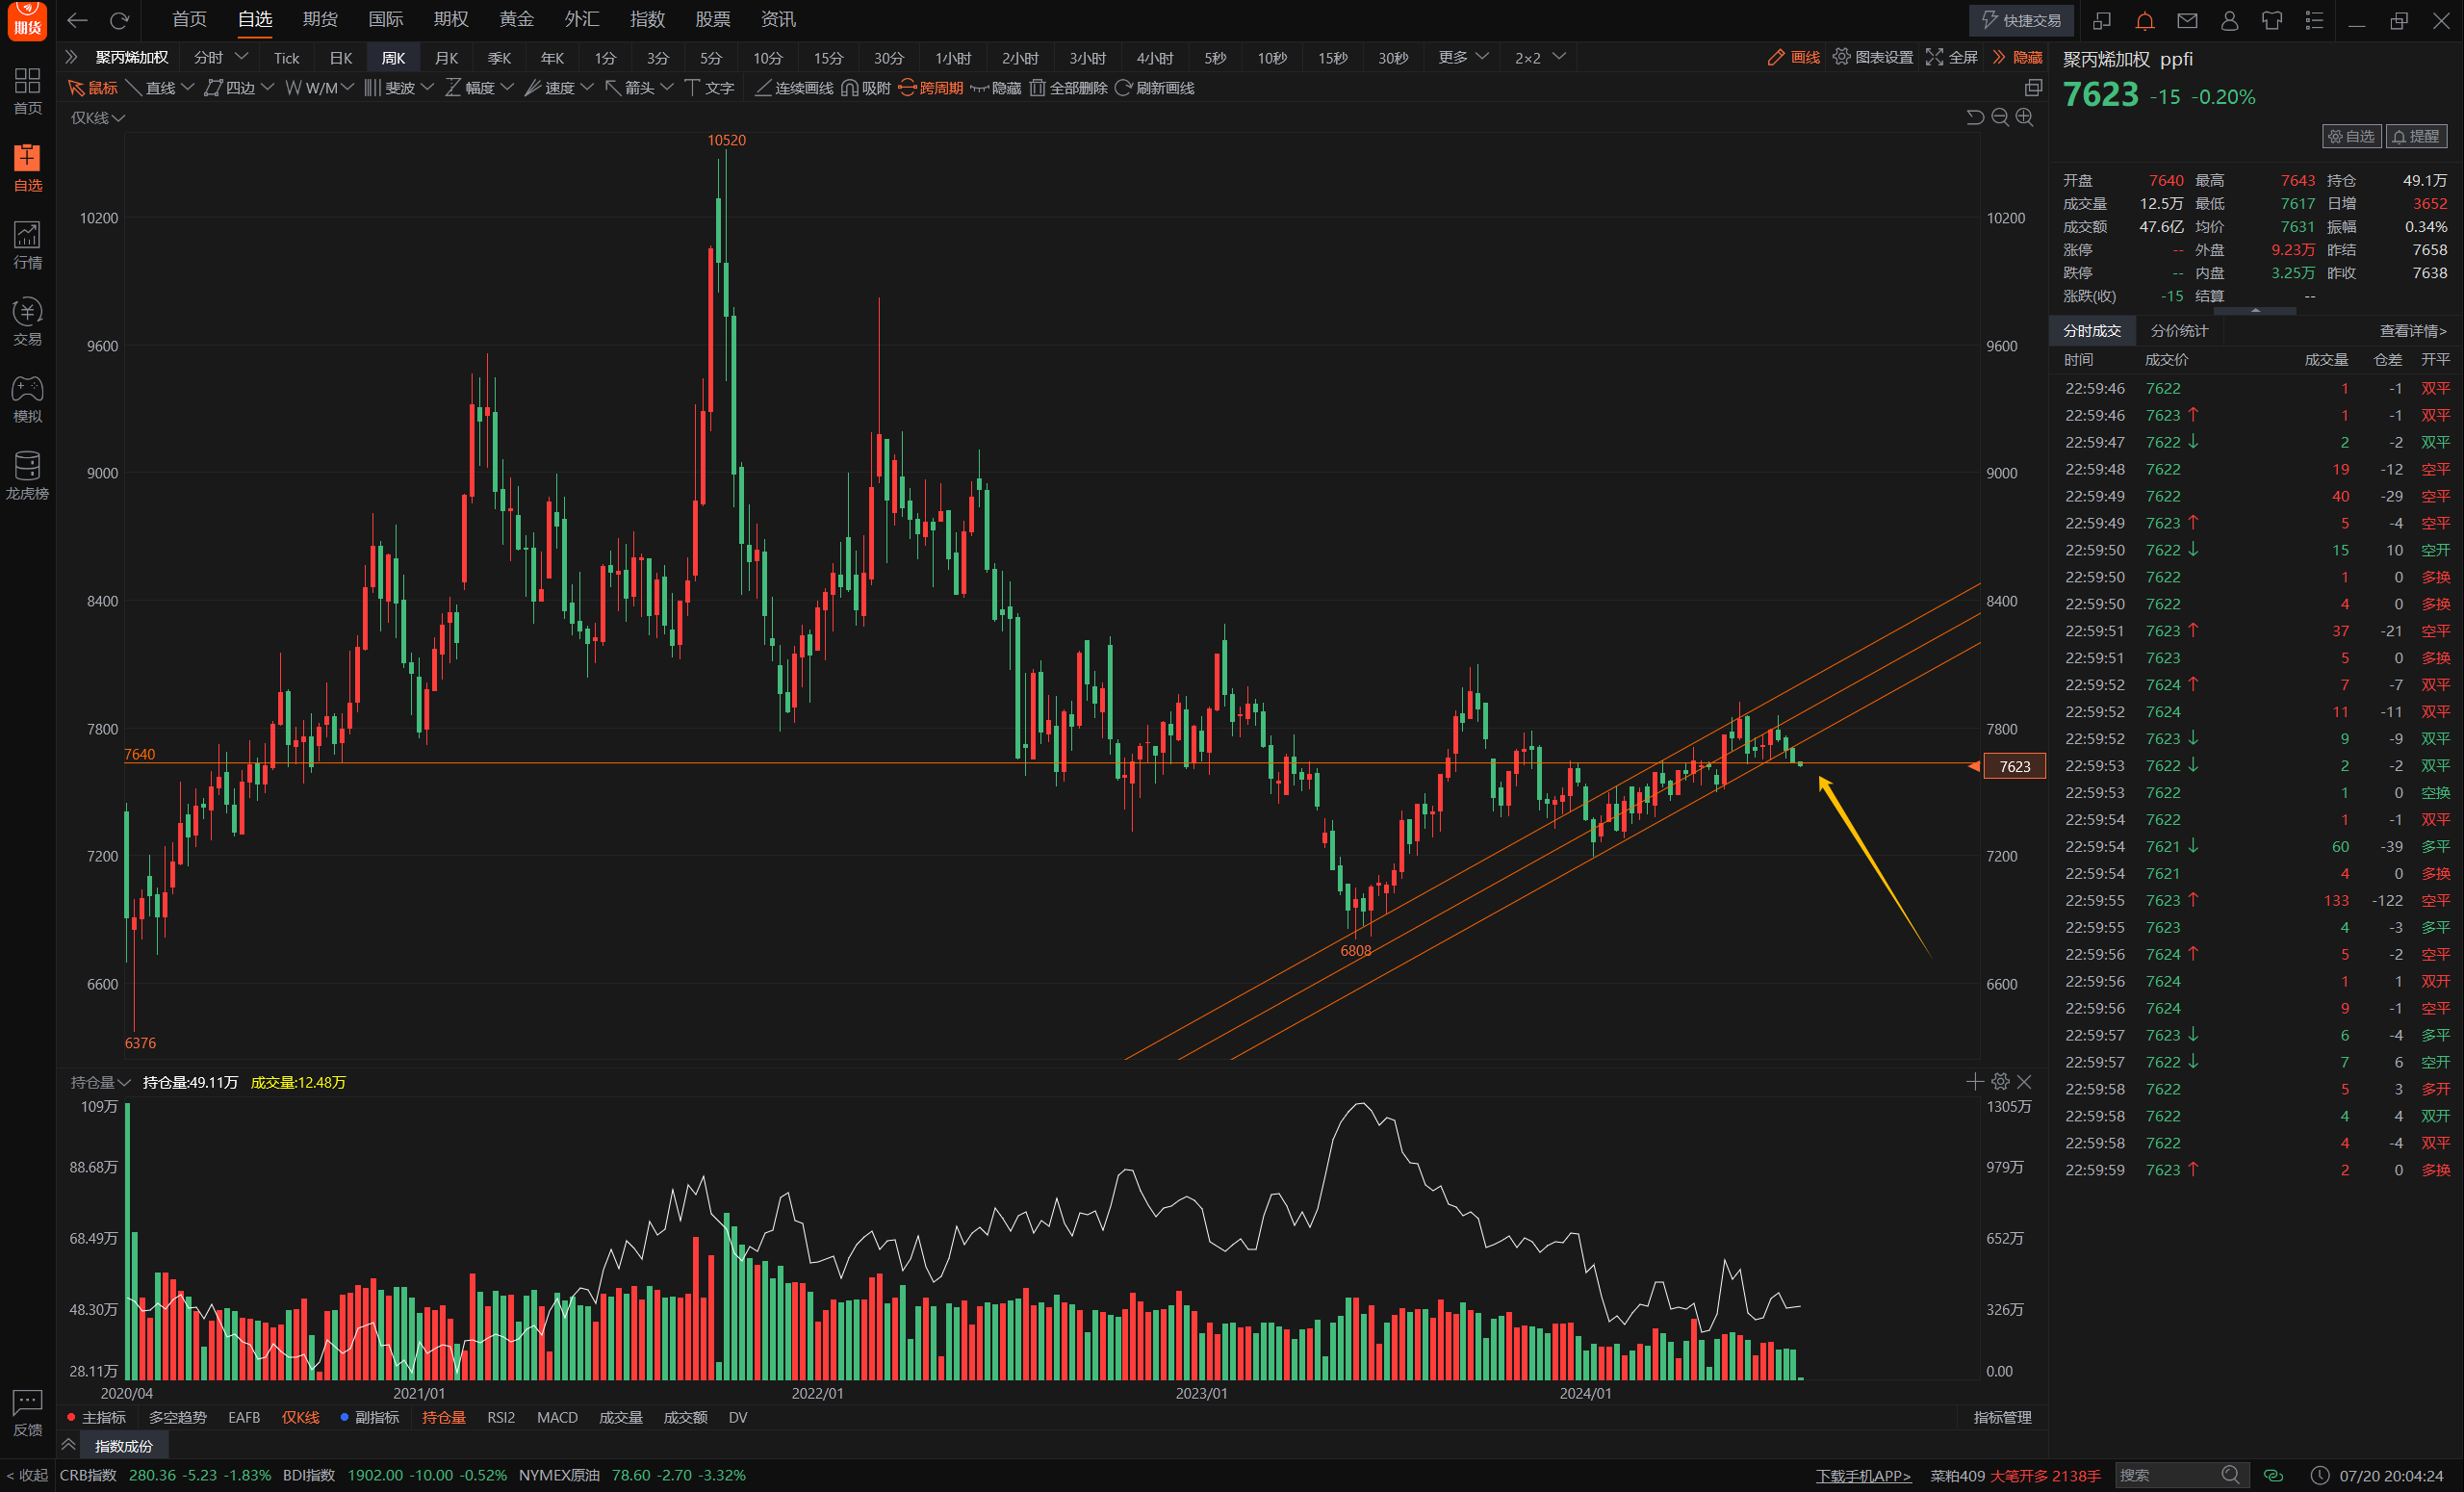 期货
首页 自选 期货 国际 期权 黄金 外汇 指数 股票 资讯
快捷交易
首页
自选
行情
交易
模拟
龙虎榜
反馈
< 收起
聚丙烯加权 分时 Tick 日K 周K 月K 季K 年K 1分 3分 5分 10分 15分 30分 1小时 2小时 3小时 4小时 5秒 10秒 15秒 30秒 更多 2×2
画线 图表设置 全屏 隐藏
鼠标 直线 四边 W/M 斐波 幅度 速度 箭头 文字 连续画线 吸附 跨周期 隐藏 全部删除 刷新画线
仅K线
10520
10200 10200
9600 9600
9000 9000
8400 8400
7800 7800
7640
7623
7200 7200
6808
6600 6600
6376
持仓量 持仓量:49.11万 成交量:12.48万
109万 1305万
88.68万 979万
68.49万 652万
48.30万 326万
28.11万 0.00
2020/04 2021/01 2022/01 2023/01 2024/01
主指标 多空趋势 EAFB 仅K线 副指标 持仓量 RSI2 MACD 成交量 成交额 DV
指标管理
指数成份
聚丙烯加权 ppfi
7623 -15 -0.20%
自选 提醒
开盘 7640 最高 7643 持仓 49.1万
成交量 12.5万 最低 7617 日增 3652
成交额 47.6亿 均价 7631 振幅 0.34%
涨停 -- 外盘 9.23万 昨结 7658
跌停 -- 内盘 3.25万 昨收 7638
涨跌(收) -15 结算 --
分时成交 分价统计 查看详情>
时间 成交价 成交量 仓差 开平
22:59:46 7622 1 -1 双平
22:59:46 7623 ↑ 1 -1 双平
22:59:47 7622 ↓ 2 -2 双平
22:59:48 7622 19 -12 空平
22:59:49 7622 40 -29 空平
22:59:49 7623 ↑ 5 -4 空平
22:59:50 7622 ↓ 15 10 空开
22:59:50 7622 1 0 多换
22:59:50 7622 4 0 多换
22:59:51 7623 ↑ 37 -21 空平
22:59:51 7623 5 0 多换
22:59:52 7624 ↑ 7 -7 双平
22:59:52 7624 11 -11 双平
22:59:52 7623 ↓ 9 -9 双平
22:59:53 7622 ↓ 2 -2 双平
22:59:53 7622 1 0 空换
22:59:54 7622 1 -1 双平
22:59:54 7621 ↓ 60 -39 多平
22:59:54 7621 4 0 多换
22:59:55 7623 ↑ 133 -122 空平
22:59:55 7623 4 -3 多平
22:59:56 7624 ↑ 5 -2 空平
22:59:56 7624 1 1 双开
22:59:56 7624 9 -1 空平
22:59:57 7623 ↓ 6 -4 多平
22:59:57 7622 ↓ 7 6 空开
22:59:58 7622 5 3 多开
22:59:58 7622 4 4 双开
22:59:58 7622 4 -4 双平
22:59:59 7623 ↑ 2 0 多换
CRB指数 280.36 -5.23 -1.83% BDI指数 1902.00 -10.00 -0.52% NYMEX原油 78.60 -2.70 -3.32%
下载手机APP> 菜粕409 大笔开多 2138手 搜索 07/20 20:04:24